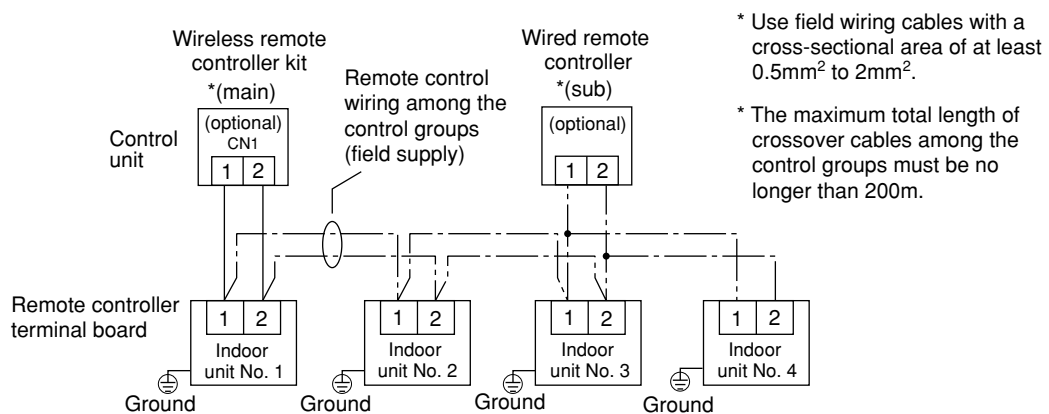 Wireless remote
controller kit
*(main)
(optional)
CN1
1 2
Control
unit
Remote control
wiring among the
control groups
(field supply)
Wired remote
controller
*(sub)
(optional)
1 2
* Use field wiring cables with a
cross-sectional area of at least
0.5mm² to 2mm².
* The maximum total length of
crossover cables among the
control groups must be no
longer than 200m.
Remote controller
terminal board
1 2
Indoor
unit No. 1
Ground
1 2
Indoor
unit No. 2
Ground
1 2
Indoor
unit No. 3
Ground
1 2
Indoor
unit No. 4
Ground